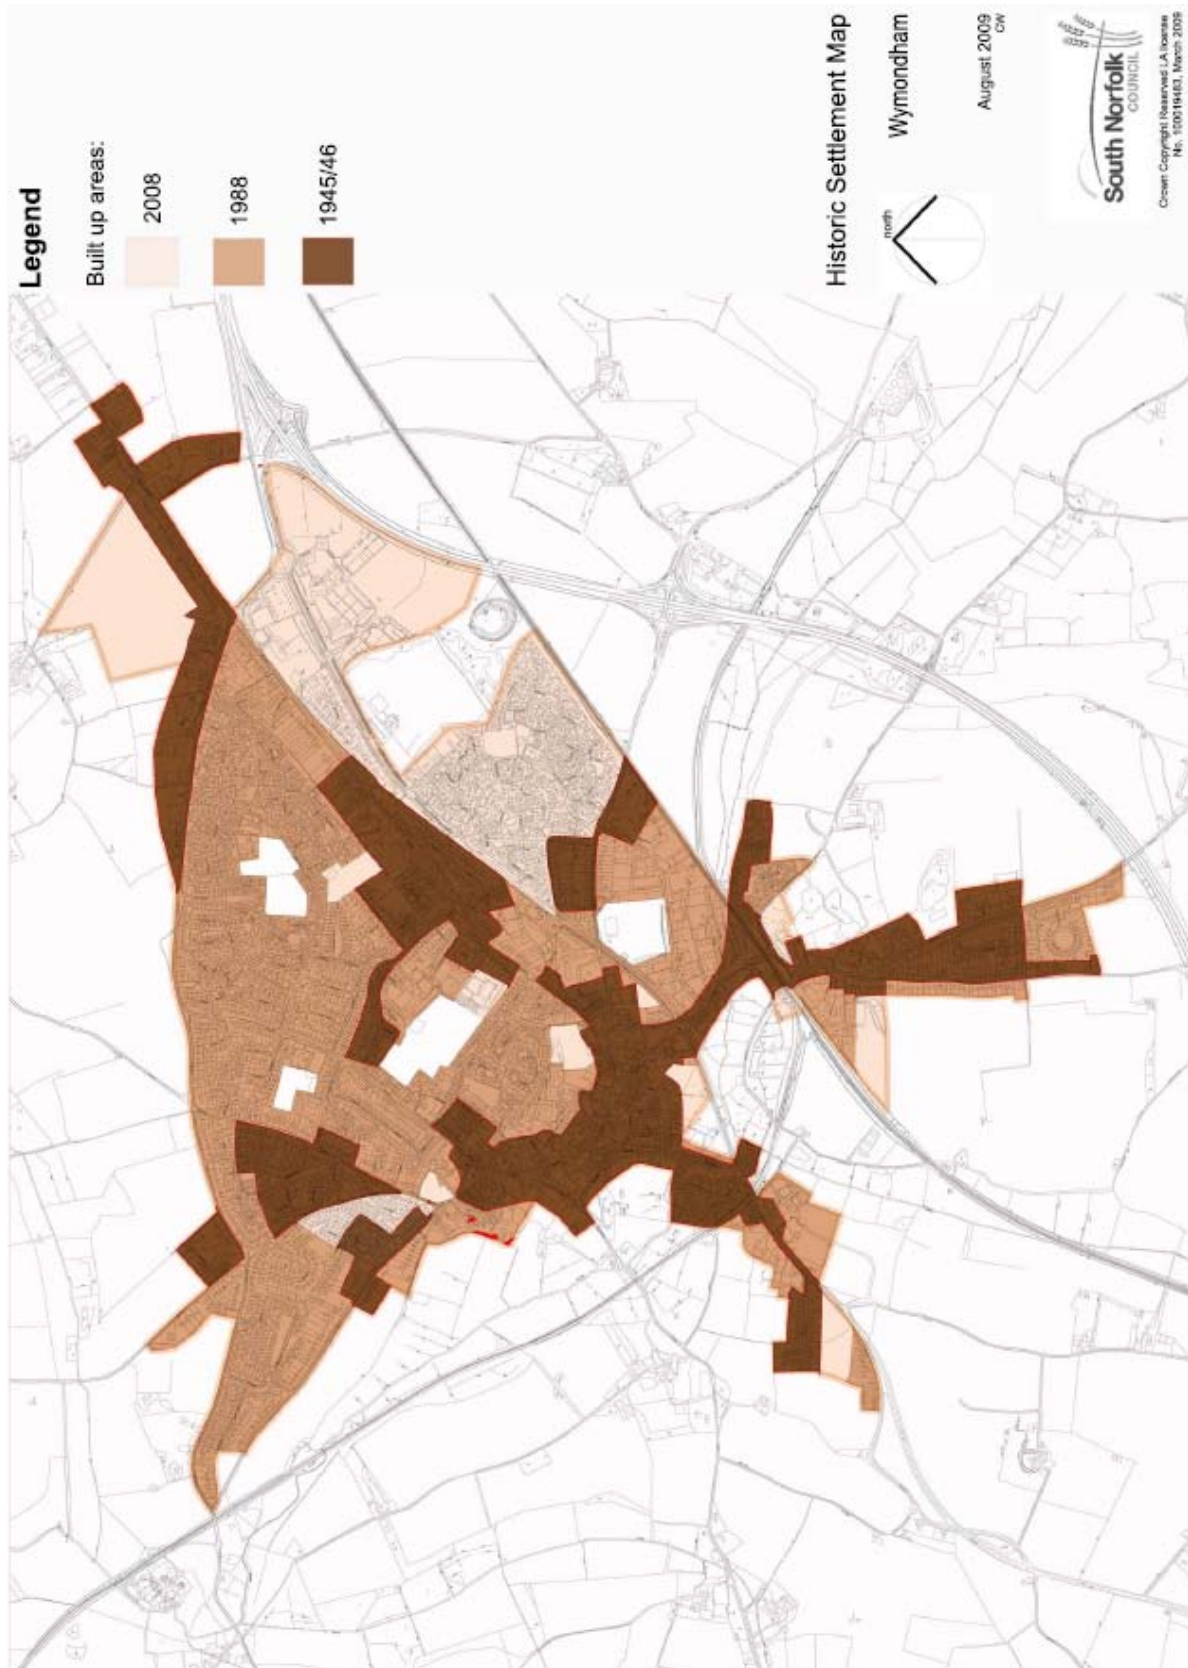 Legend
Built up areas:
2008
1988
1945/46
Historic Settlement Map
north
Wymondham
August 2009
CW
South Norfolk
COUNCIL
Crown Copyright Reserved LA license
No. 100019483, March 2009